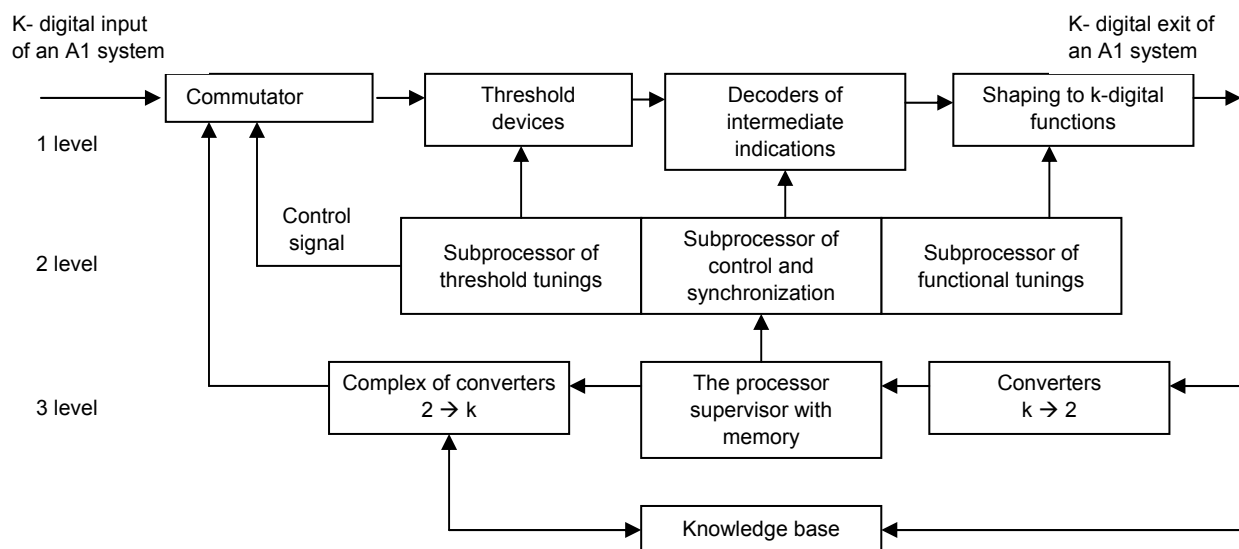 K- digital input
of an A1 system
K- digital exit of
an A1 system
Commutator
Threshold
devices
Decoders of
intermediate
indications
Shaping to k-digital
functions
1 level
Control
signal
2 level
Subprocessor of
threshold tunings
Subprocessor of
control and
synchronization
Subprocessor of
functional tunings
3 level
Complex of converters
2 → k
The processor
supervisor with
memory
Converters
k → 2
Knowledge base